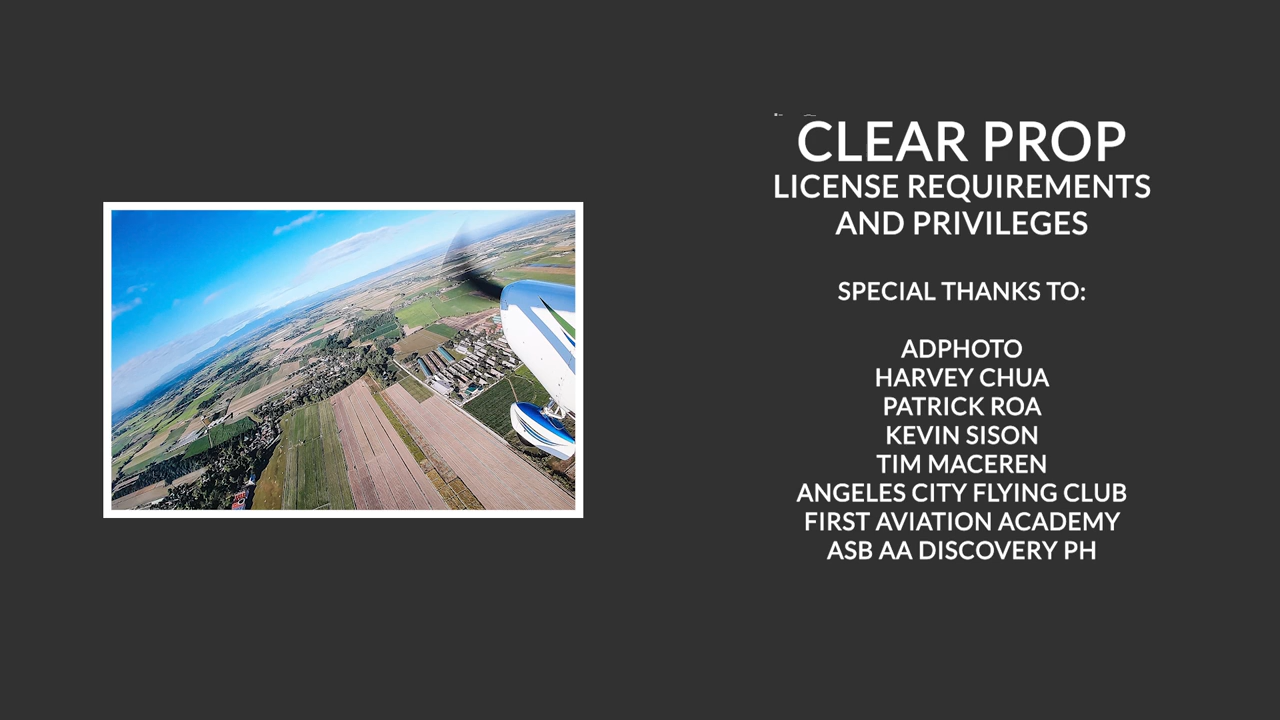 CLEAR PROP
LICENSE REQUIREMENTS
AND PRIVILEGES
SPECIAL THANKS TO:
ADPHOTO
HARVEY CHUA
PATRICK ROA
KEVIN SISON
TIM MACEREN
ANGELES CITY FLYING CLUB
FIRST AVIATION ACADEMY
ASB AA DISCOVERY PH